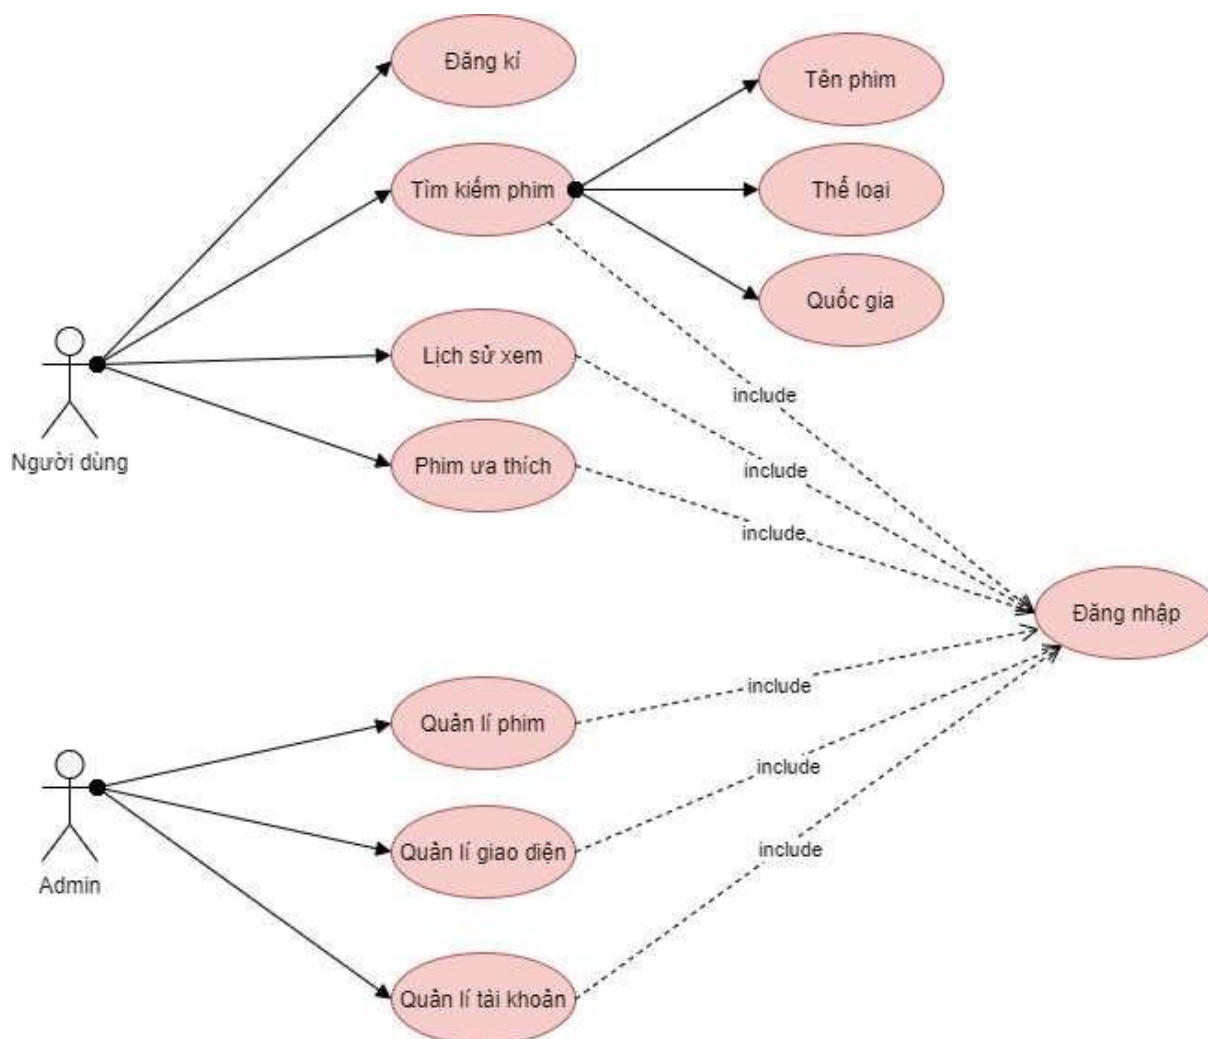 Đăng kí
Tên phim
Tìm kiếm phim
Thể loại
Quốc gia
Lịch sử xem
include
Người dùng
Phim ưa thích
include
include
Đăng nhập
include
Quản lí phim
include
Quản lí giao diện
include
Admin
Quản lí tài khoản